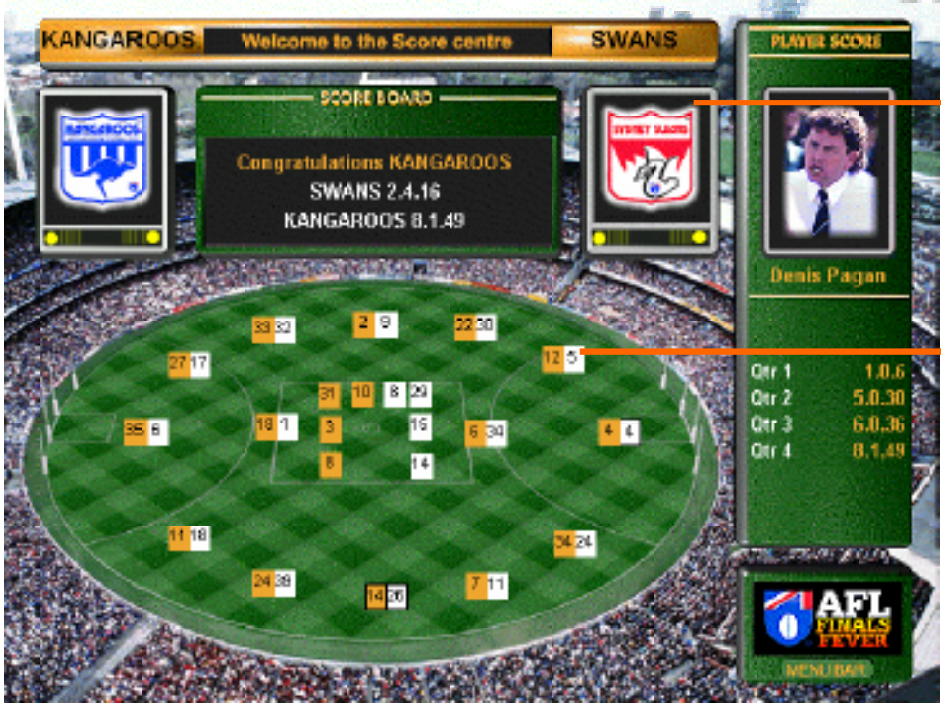 KANGAROOS
Welcome to the Score centre
SWANS
PLAYER SCORE
SCORE BOARD
KANGAROOS
SYDNEY SWANS
Congratulations KANGAROOS
SWANS 2.4.16
KANGAROOS 8.1.49
Denis Pagan
Qtr 1 1.0.6
Qtr 2 5.0.30
Qtr 3 6.0.36
Qtr 4 8.1.49
33 32
2 9
22 30
27 17
12 5
31
10
8
29
35 6
18 1
3
15
6 34
4 4
8
14
11 18
34 24
24 39
14 26
7 11
AFL
FINALS
FEVER
MENU BAR